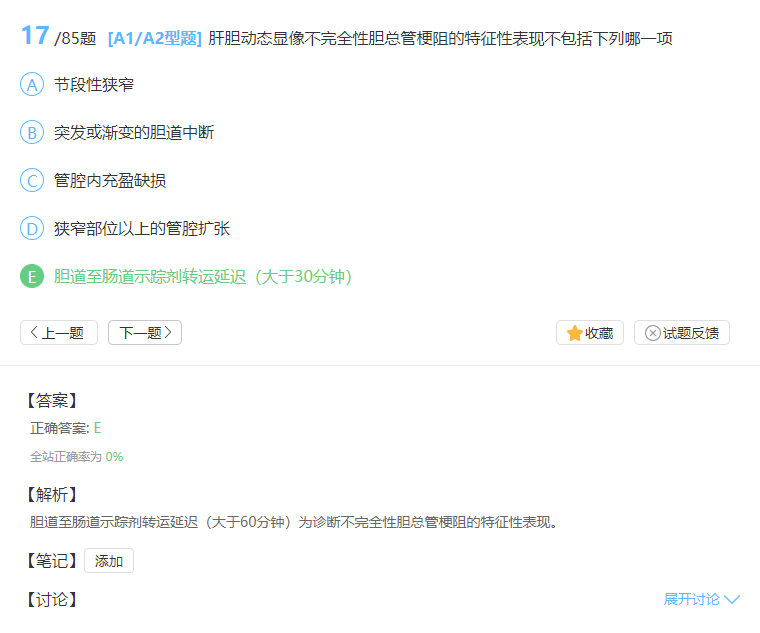 17 /85题 [A1/A2型题] 肝胆动态显像不完全性胆总管梗阻的特征性表现不包括下列哪一项
A 节段性狭窄
B 突发或渐变的胆道中断
C 管腔内充盈缺损
D 狭窄部位以上的管腔扩张
E 胆道至肠道示踪剂转运延迟（大于30分钟）
上一题 下一题 收藏 试题反馈
【答案】
正确答案: E
全站正确率为 0%
【解析】
胆道至肠道示踪剂转运延迟（大于60分钟）为诊断不完全性胆总管梗阻的特征性表现。
【笔记】 添加
【讨论】 展开讨论